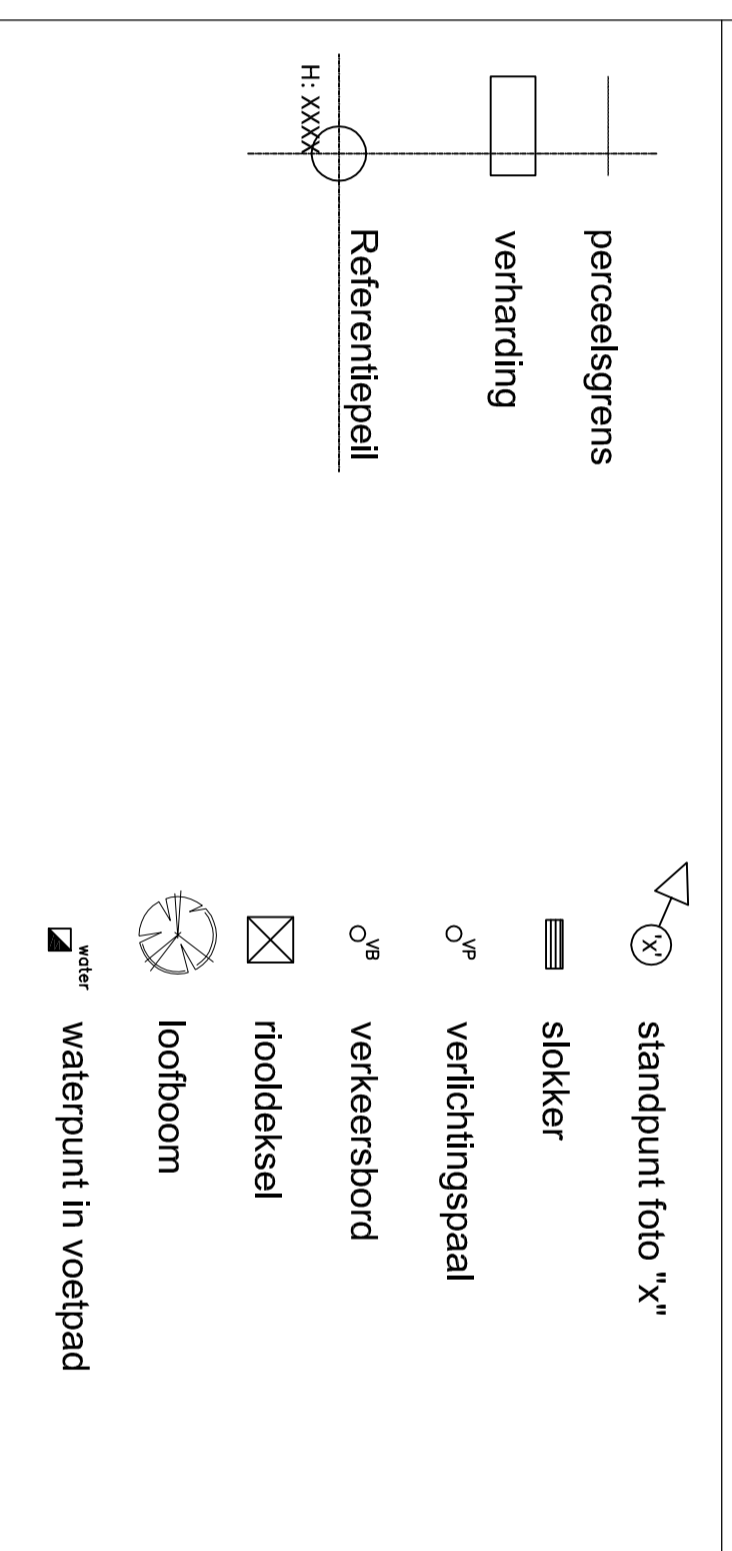 perceelsgrens
verharding
Referentiepeil
H: XXXX
'x' standpunt foto "x"
slokker
VP verlichtingspaal
VB verkeersbord
riooldeksel
loofboom
water waterpunt in voetpad